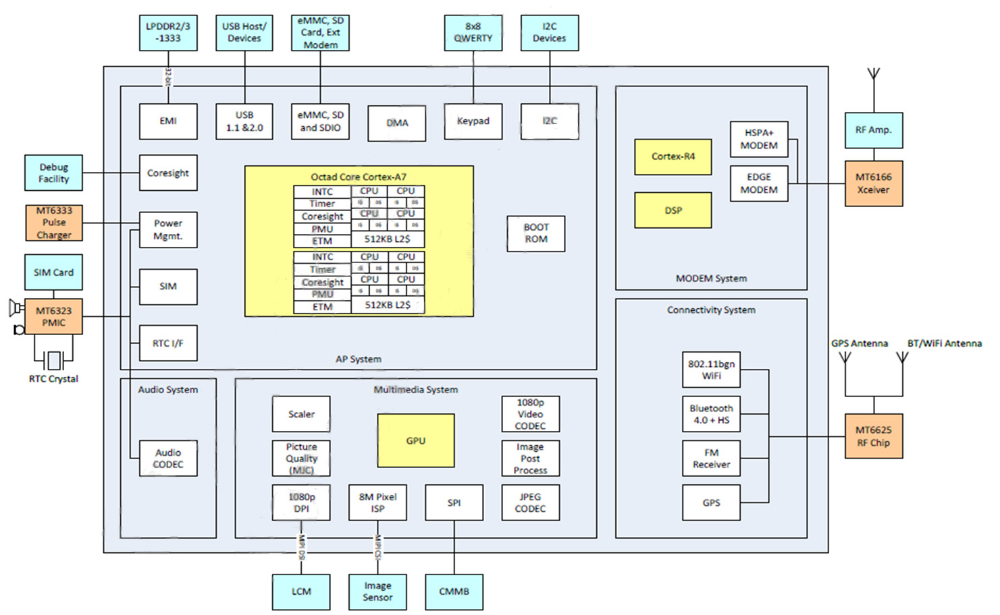 LPDDR2/3
-1333
USB Host/
Devices
eMMC, SD
Card, Ext
Modem
8x8
QWERTY
I2C
Devices
32-bit
EMI
USB
1.1 &2.0
eMMC, SD
and SDIO
DMA
Keypad
I2C
HSPA+
MODEM
RF Amp.
Cortex-R4
Debug
Facility
Coresight
EDGE
MODEM
MT6166
Xceiver
Octad Core Cortex-A7
INTC
CPU
CPU
Timer
I$
D$
I$
D$
Coresight
CPU
CPU
PMU
I$
D$
I$
D$
ETM
512KB L2$
INTC
CPU
CPU
Timer
I$
D$
I$
D$
Coresight
CPU
CPU
PMU
I$
D$
I$
D$
ETM
512KB L2$
MT6333
Pulse
Charger
Power
Mgmt.
BOOT
ROM
DSP
SIM Card
SIM
MODEM System
MT6323
PMIC
Connectivity System
RTC I/F
AP System
GPS Antenna
BT/WiFi Antenna
RTC Crystal
802.11bgn
WiFi
Audio System
Multimedia System
Scaler
1080p
Video
CODEC
Bluetooth
4.0 + HS
GPU
MT6625
RF Chip
Audio
CODEC
Picture
Quality
(MJC)
Image
Post
Process
FM
Receiver
1080p
DPI
8M Pixel
ISP
SPI
JPEG
CODEC
GPS
MIPI DSI
MIPI CSI
LCM
Image
Sensor
CMMB